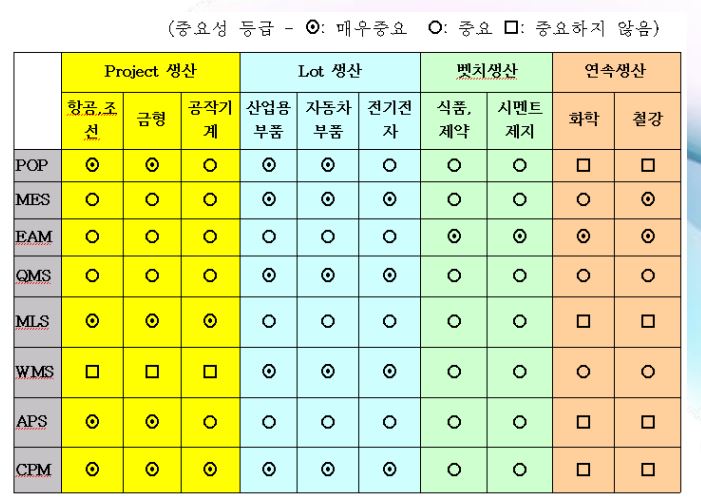 (중요성 등급 - ⊙: 매우중요 ○: 중요 □: 중요하지 않음)
Project 생산 Lot 생산 벳치생산 연속생산
항공,조선 금형 공작기계 산업용부품 자동차부품 전기전자 식품,제약 시멘트제지 화학 철강
POP ⊙ ⊙ ○ ⊙ ⊙ ○ ○ ○ □ □
MES ○ ○ ○ ⊙ ⊙ ⊙ ○ ○ ○ ⊙
EAM ○ ○ ○ ○ ○ ○ ⊙ ⊙ ⊙ ⊙
QMS ○ ○ ○ ⊙ ⊙ ⊙ ○ ○ ○ ○
MLS ⊙ ⊙ ⊙ ○ ○ ○ ○ ○ □ □
WMS □ □ □ ⊙ ⊙ ⊙ ○ ○ ○ ○
APS ⊙ ⊙ ○ ○ ○ ○ ○ ○ □ □
CPM ⊙ ⊙ ⊙ ⊙ ⊙ ⊙ ○ ○ □ □